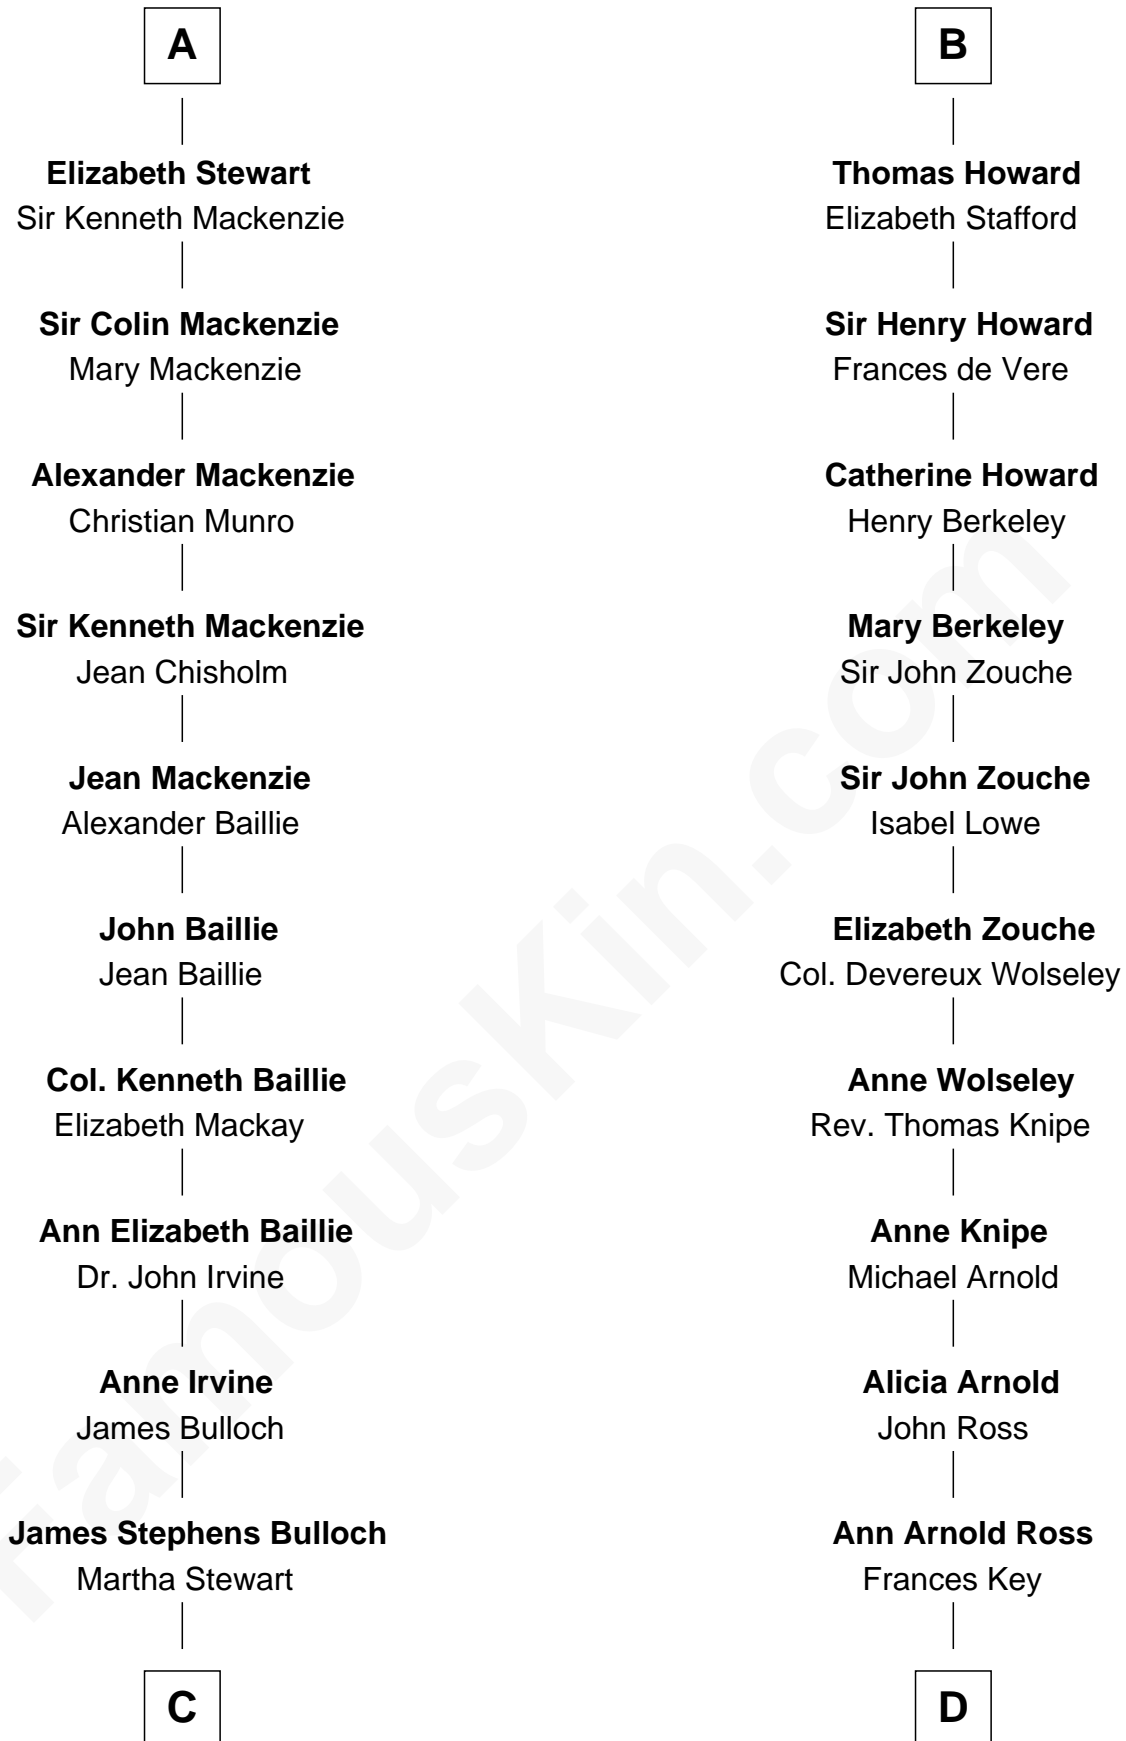 A
Elizabeth Stewart
Sir Kenneth Mackenzie
Sir Colin Mackenzie
Mary Mackenzie
Alexander Mackenzie
Christian Munro
Sir Kenneth Mackenzie
Jean Chisholm
Jean Mackenzie
Alexander Baillie
John Baillie
Jean Baillie
Col. Kenneth Baillie
Elizabeth Mackay
Ann Elizabeth Baillie
Dr. John Irvine
Anne Irvine
James Bulloch
James Stephens Bulloch
Martha Stewart
C
B
Thomas Howard
Elizabeth Stafford
Sir Henry Howard
Frances de Vere
Catherine Howard
Henry Berkeley
Mary Berkeley
Sir John Zouche
Sir John Zouche
Isabel Lowe
Elizabeth Zouche
Col. Devereux Wolseley
Anne Wolseley
Rev. Thomas Knipe
Anne Knipe
Michael Arnold
Alicia Arnold
John Ross
Ann Arnold Ross
Frances Key
D
FamousKin.com